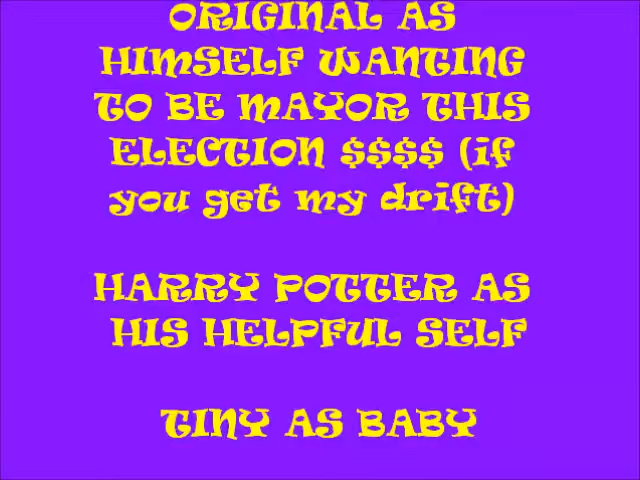 ORIGINAL AS
HIMSELF WANTING
TO BE MAYOR THIS
ELECTION $$$$ (if
you get my drift)
HARRY POTTER AS
HIS HELPFUL SELF
TINY AS BABY